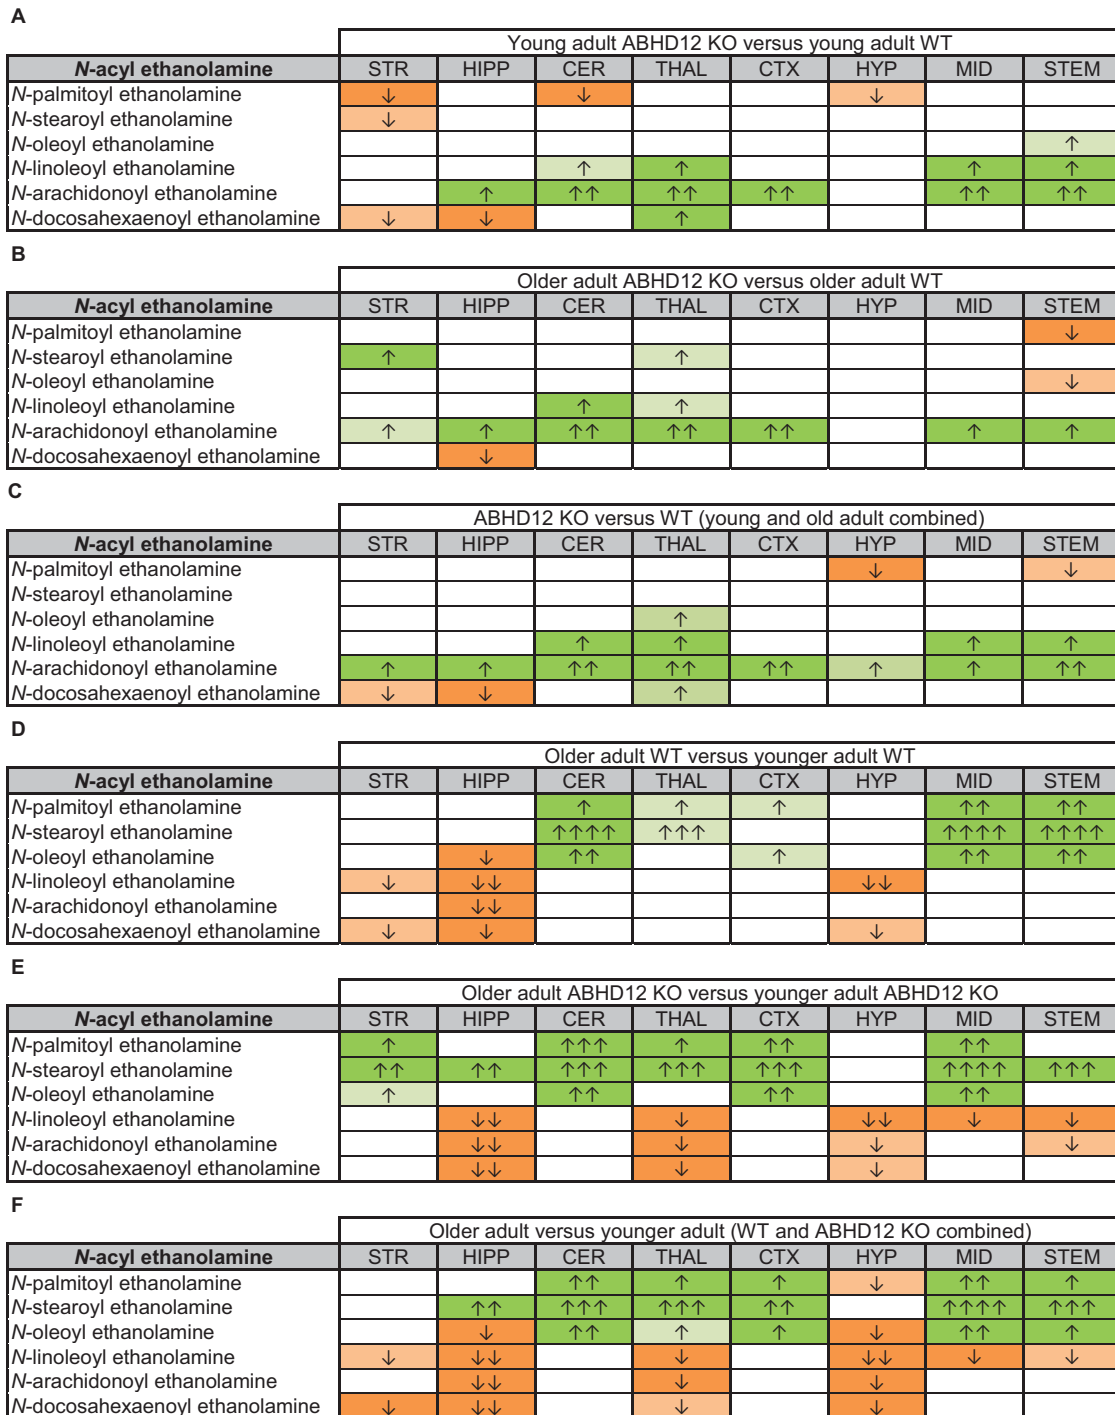 A
Young adult ABHD12 KO versus young adult WT
N-acyl ethanolamine STR HIPP CER THAL CTX HYP MID STEM
N-palmitoyl ethanolamine ↓ ↓ ↓
N-stearoyl ethanolamine ↓
N-oleoyl ethanolamine ↑
N-linoleoyl ethanolamine ↑ ↑ ↑ ↑
N-arachidonoyl ethanolamine ↑ ↑↑ ↑↑ ↑↑ ↑↑ ↑↑
N-docosahexaenoyl ethanolamine ↓ ↓ ↑
B
Older adult ABHD12 KO versus older adult WT
N-acyl ethanolamine STR HIPP CER THAL CTX HYP MID STEM
N-palmitoyl ethanolamine ↓
N-stearoyl ethanolamine ↑ ↑
N-oleoyl ethanolamine ↓
N-linoleoyl ethanolamine ↑ ↑
N-arachidonoyl ethanolamine ↑ ↑ ↑↑ ↑↑ ↑↑ ↑ ↑
N-docosahexaenoyl ethanolamine ↓
C
ABHD12 KO versus WT (young and old adult combined)
N-acyl ethanolamine STR HIPP CER THAL CTX HYP MID STEM
N-palmitoyl ethanolamine ↓ ↓
N-stearoyl ethanolamine
N-oleoyl ethanolamine ↑
N-linoleoyl ethanolamine ↑ ↑ ↑ ↑
N-arachidonoyl ethanolamine ↑ ↑ ↑↑ ↑↑ ↑↑ ↑ ↑ ↑↑
N-docosahexaenoyl ethanolamine ↓ ↓ ↑
D
Older adult WT versus younger adult WT
N-acyl ethanolamine STR HIPP CER THAL CTX HYP MID STEM
N-palmitoyl ethanolamine ↑ ↑ ↑ ↑↑ ↑↑
N-stearoyl ethanolamine ↑↑↑↑ ↑↑↑ ↑↑↑↑ ↑↑↑↑
N-oleoyl ethanolamine ↓ ↑↑ ↑ ↑↑ ↑↑
N-linoleoyl ethanolamine ↓ ↓↓ ↓↓
N-arachidonoyl ethanolamine ↓↓
N-docosahexaenoyl ethanolamine ↓ ↓ ↓
E
Older adult ABHD12 KO versus younger adult ABHD12 KO
N-acyl ethanolamine STR HIPP CER THAL CTX HYP MID STEM
N-palmitoyl ethanolamine ↑ ↑↑↑ ↑ ↑↑ ↑↑
N-stearoyl ethanolamine ↑↑ ↑↑ ↑↑↑ ↑↑↑ ↑↑↑ ↑↑↑↑ ↑↑↑
N-oleoyl ethanolamine ↑ ↑↑ ↑↑ ↑↑
N-linoleoyl ethanolamine ↓↓ ↓ ↓↓ ↓ ↓
N-arachidonoyl ethanolamine ↓↓ ↓ ↓ ↓
N-docosahexaenoyl ethanolamine ↓↓ ↓ ↓
F
Older adult versus younger adult (WT and ABHD12 KO combined)
N-acyl ethanolamine STR HIPP CER THAL CTX HYP MID STEM
N-palmitoyl ethanolamine ↑↑ ↑ ↑ ↓ ↑↑ ↑
N-stearoyl ethanolamine ↑↑ ↑↑↑ ↑↑↑ ↑↑ ↑↑↑↑ ↑↑↑
N-oleoyl ethanolamine ↓ ↑↑ ↑ ↑ ↓ ↑↑ ↑
N-linoleoyl ethanolamine ↓ ↓↓ ↓ ↓↓ ↓ ↓
N-arachidonoyl ethanolamine ↓↓ ↓ ↓
N-docosahexaenoyl ethanolamine ↓ ↓↓ ↓ ↓